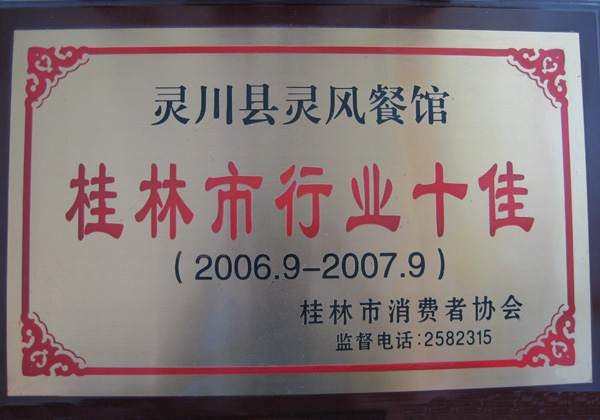 灵川县灵风餐馆
桂林市行业十佳
(2006.9-2007.9)
桂林市消费者协会
监督电话:2582315